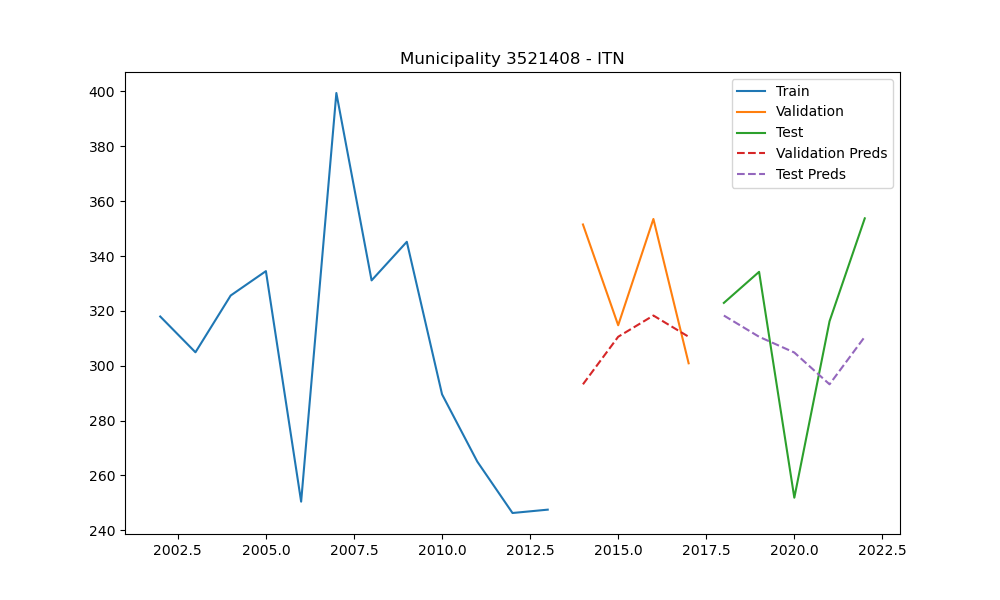 Municipality 3521408 - ITN
400
380
360
340
320
300
280
260
240
2002.5 2005.0 2007.5 2010.0 2012.5 2015.0 2017.5 2020.0 2022.5
Train
Validation
Test
Validation Preds
Test Preds